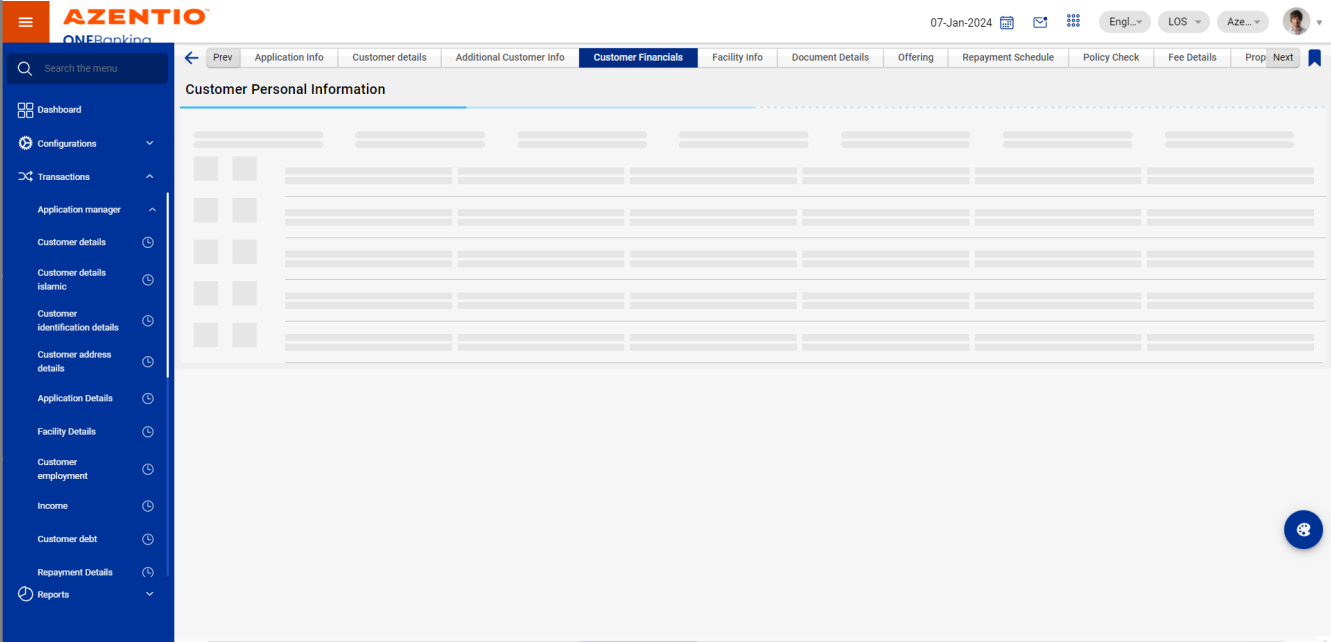 AZENTIO
ONEBanking
07-Jan-2024
Engl...
LOS
Aze...
Search the menu
Prev
Application Info
Customer details
Additional Customer Info
Customer Financials
Facility Info
Document Details
Offering
Repayment Schedule
Policy Check
Fee Details
Prop
Next
Customer Personal Information
Dashboard
Configurations
Transactions
Application manager
Customer details
Customer details
islamic
Customer
identification details
Customer address
details
Application Details
Facility Details
Customer
employment
Income
Customer debt
Repayment Details
Reports